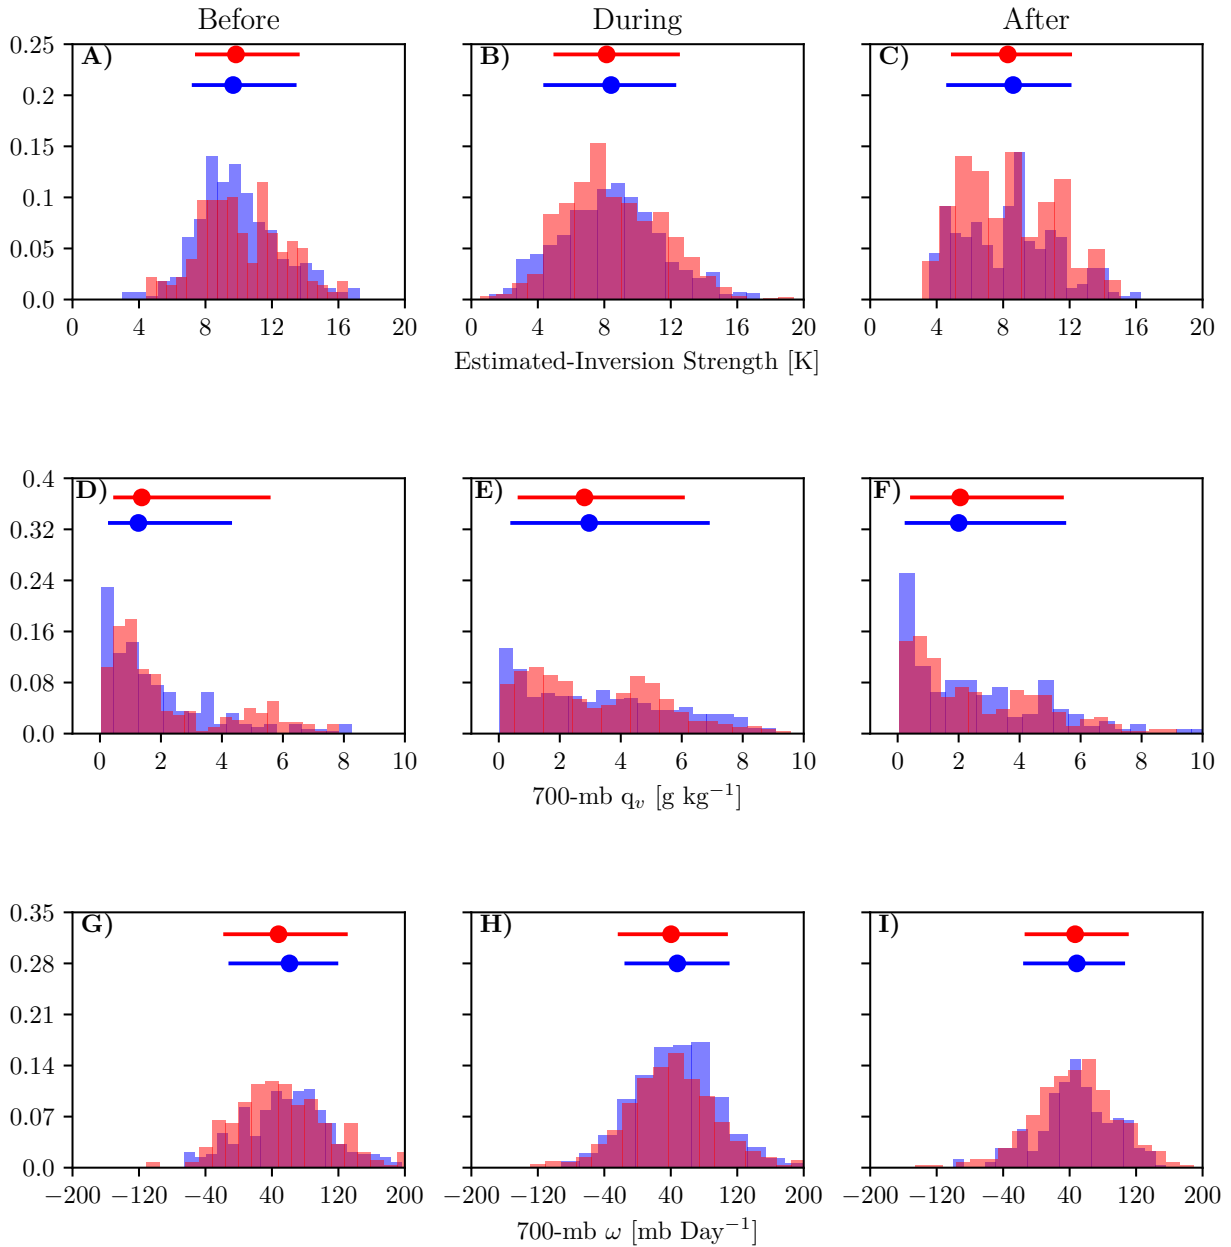 Before During After
0.25 A) B) C)
0.2
0.15
0.1
0.05
0.0
0 4 8 12 16 20 0 4 8 12 16 20 0 4 8 12 16 20
Estimated-Inversion Strength [K]
0.4 D) E) F)
0.32
0.24
0.16
0.08
0.0
0 2 4 6 8 10 0 2 4 6 8 10 0 2 4 6 8 10
700-mb qᵥ [g kg⁻¹]
0.35 G) H) I)
0.28
0.21
0.14
0.07
0.0
−200 −120 −40 40 120 200 −200 −120 −40 40 120 200 −200 −120 −40 40 120 200
700-mb ω [mb Day⁻¹]